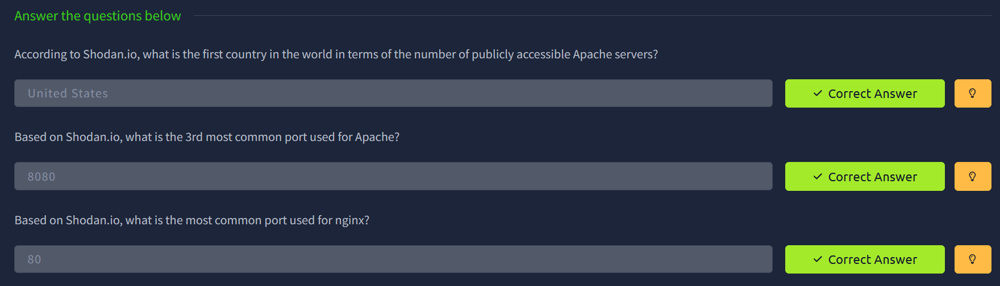 Answer the questions below
According to Shodan.io, what is the first country in the world in terms of the number of publicly accessible Apache servers?
United States
Correct Answer
Based on Shodan.io, what is the 3rd most common port used for Apache?
8080
Correct Answer
Based on Shodan.io, what is the most common port used for nginx?
80
Correct Answer